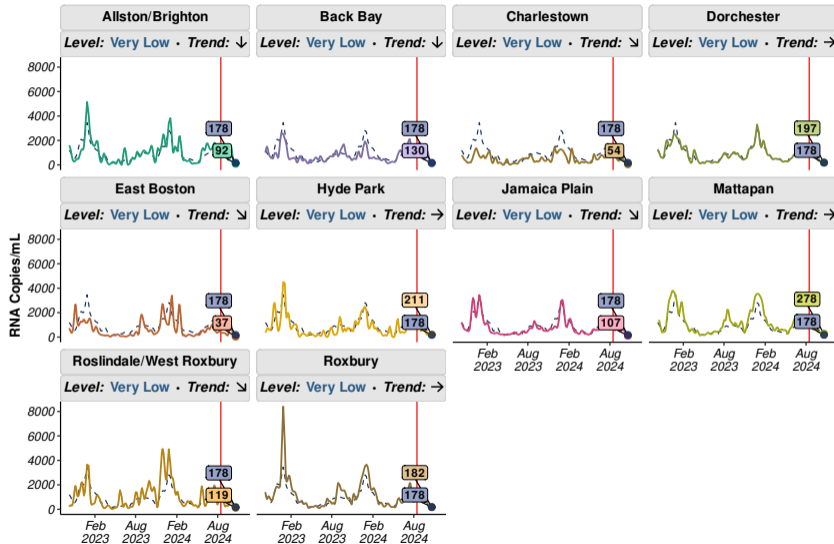 Allston/Brighton
Back Bay
Charlestown
Dorchester
Level: Very Low · Trend: ↓
Level: Very Low · Trend: ↓
Level: Very Low · Trend: ↘
Level: Very Low · Trend: →
8000
6000
4000
2000
0
178
92
178
130
178
54
197
178
East Boston
Hyde Park
Jamaica Plain
Mattapan
Level: Very Low · Trend: ↘
Level: Very Low · Trend: →
Level: Very Low · Trend: ↘
Level: Very Low · Trend: →
RNA Copies/mL
8000
6000
4000
2000
0
178
37
211
178
178
107
278
178
Feb 2023
Aug 2023
Feb 2024
Aug 2024
Feb 2023
Aug 2023
Feb 2024
Aug 2024
Roslindale/West Roxbury
Roxbury
Level: Very Low · Trend: ↘
Level: Very Low · Trend: →
8000
6000
4000
2000
0
178
119
182
178
Feb 2023
Aug 2023
Feb 2024
Aug 2024
Feb 2023
Aug 2023
Feb 2024
Aug 2024